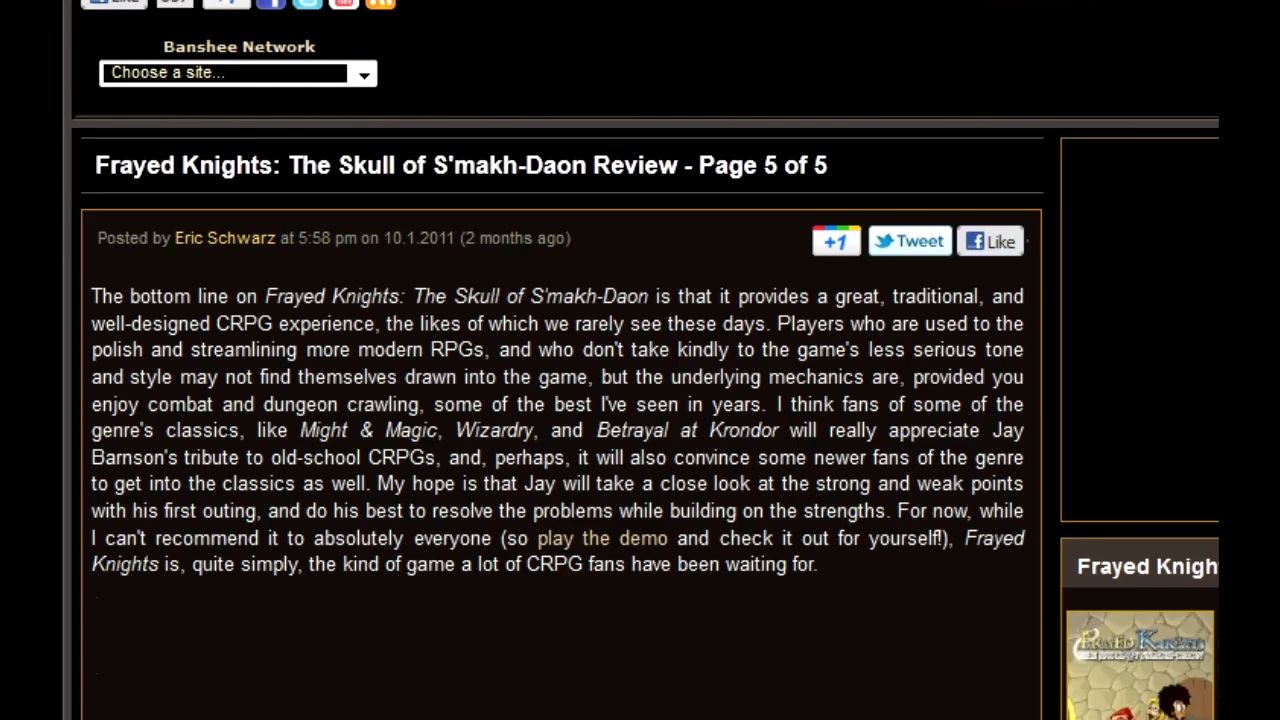 Banshee Network
Choose a site...
Frayed Knights: The Skull of S'makh-Daon Review - Page 5 of 5
Posted by Eric Schwarz at 5:58 pm on 10.1.2011 (2 months ago)
+1 Tweet Like
The bottom line on Frayed Knights: The Skull of S'makh-Daon is that it provides a great, traditional, and
well-designed CRPG experience, the likes of which we rarely see these days. Players who are used to the
polish and streamlining more modern RPGs, and who don't take kindly to the game's less serious tone
and style may not find themselves drawn into the game, but the underlying mechanics are, provided you
enjoy combat and dungeon crawling, some of the best I've seen in years. I think fans of some of the
genre's classics, like Might & Magic, Wizardry, and Betrayal at Krondor will really appreciate Jay
Barnson's tribute to old-school CRPGs, and, perhaps, it will also convince some newer fans of the genre
to get into the classics as well. My hope is that Jay will take a close look at the strong and weak points
with his first outing, and do his best to resolve the problems while building on the strengths. For now, while
I can't recommend it to absolutely everyone (so play the demo and check it out for yourself!), Frayed
Knights is, quite simply, the kind of game a lot of CRPG fans have been waiting for.
Frayed Knigh
Frayed Knights